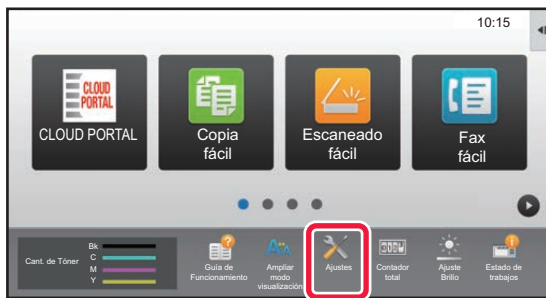 10:15
CLOUD
PORTAL
CLOUD PORTAL
Copia
fácil
Escaneado
fácil
Fax
fácil
Cant. de Tóner
Bk
C
M
Y
Guía de
Funcionamiento
Ampliar
modo
visualización
Ajustes
Contador
total
Ajuste
Brillo
Estado de
trabajos